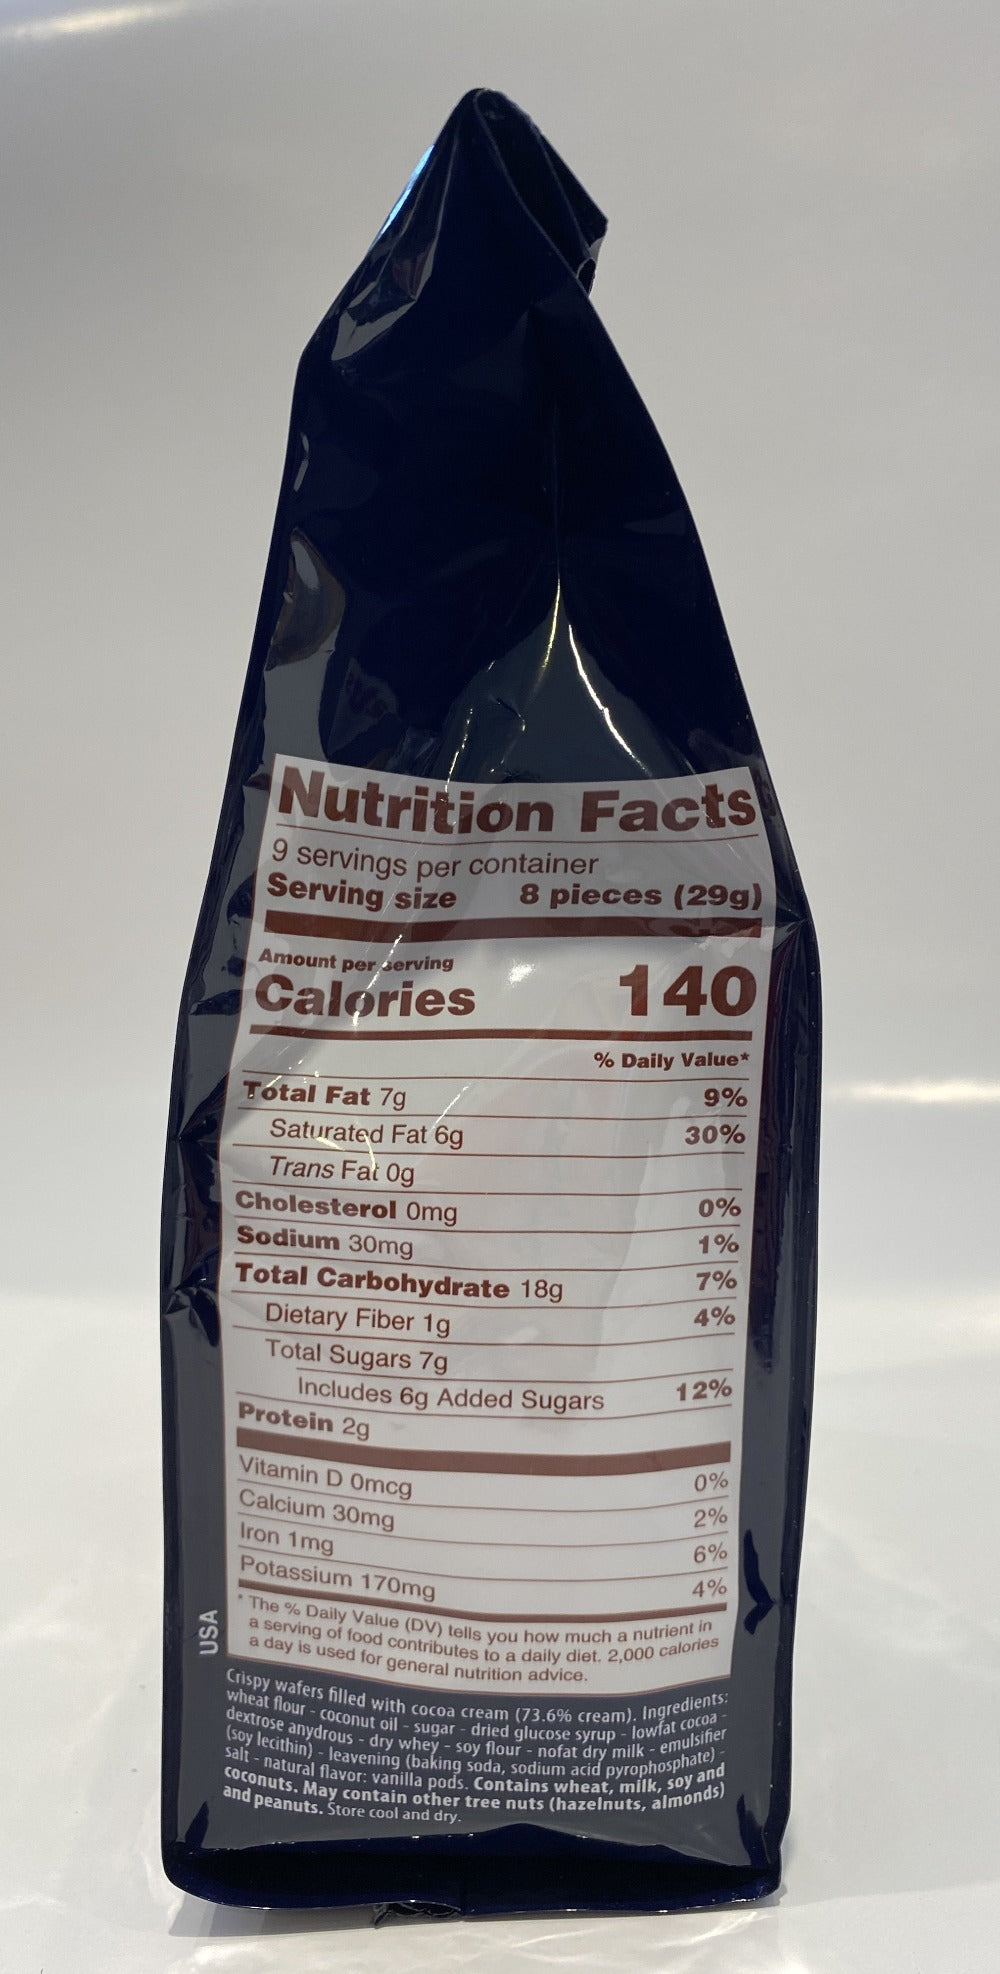 Nutrition Facts
9 servings per container
Serving size 8 pieces (29g)
Amount per serving
Calories 140
% Daily Value*
Total Fat 7g 9%
Saturated Fat 6g 30%
Trans Fat 0g
Cholesterol 0mg 0%
Sodium 30mg 1%
Total Carbohydrate 18g 7%
Dietary Fiber 1g 4%
Total Sugars 7g
Includes 6g Added Sugars 12%
Protein 2g
Vitamin D 0mcg 0%
Calcium 30mg 2%
Iron 1mg 6%
Potassium 170mg 4%
* The % Daily Value (DV) tells you how much a nutrient in
a serving of food contributes to a daily diet. 2,000 calories
a day is used for general nutrition advice.
USA
Crispy wafers filled with cocoa cream (73.6% cream). Ingredients:
wheat flour - coconut oil - sugar - dried glucose syrup - lowfat cocoa -
dextrose anydrous - dry whey - soy flour - nofat dry milk - emulsifier
(soy lecithin) - leavening (baking soda, sodium acid pyrophosphate) -
salt - natural flavor: vanilla pods. Contains wheat, milk, soy and
coconuts. May contain other tree nuts (hazelnuts, almonds)
and peanuts. Store cool and dry.